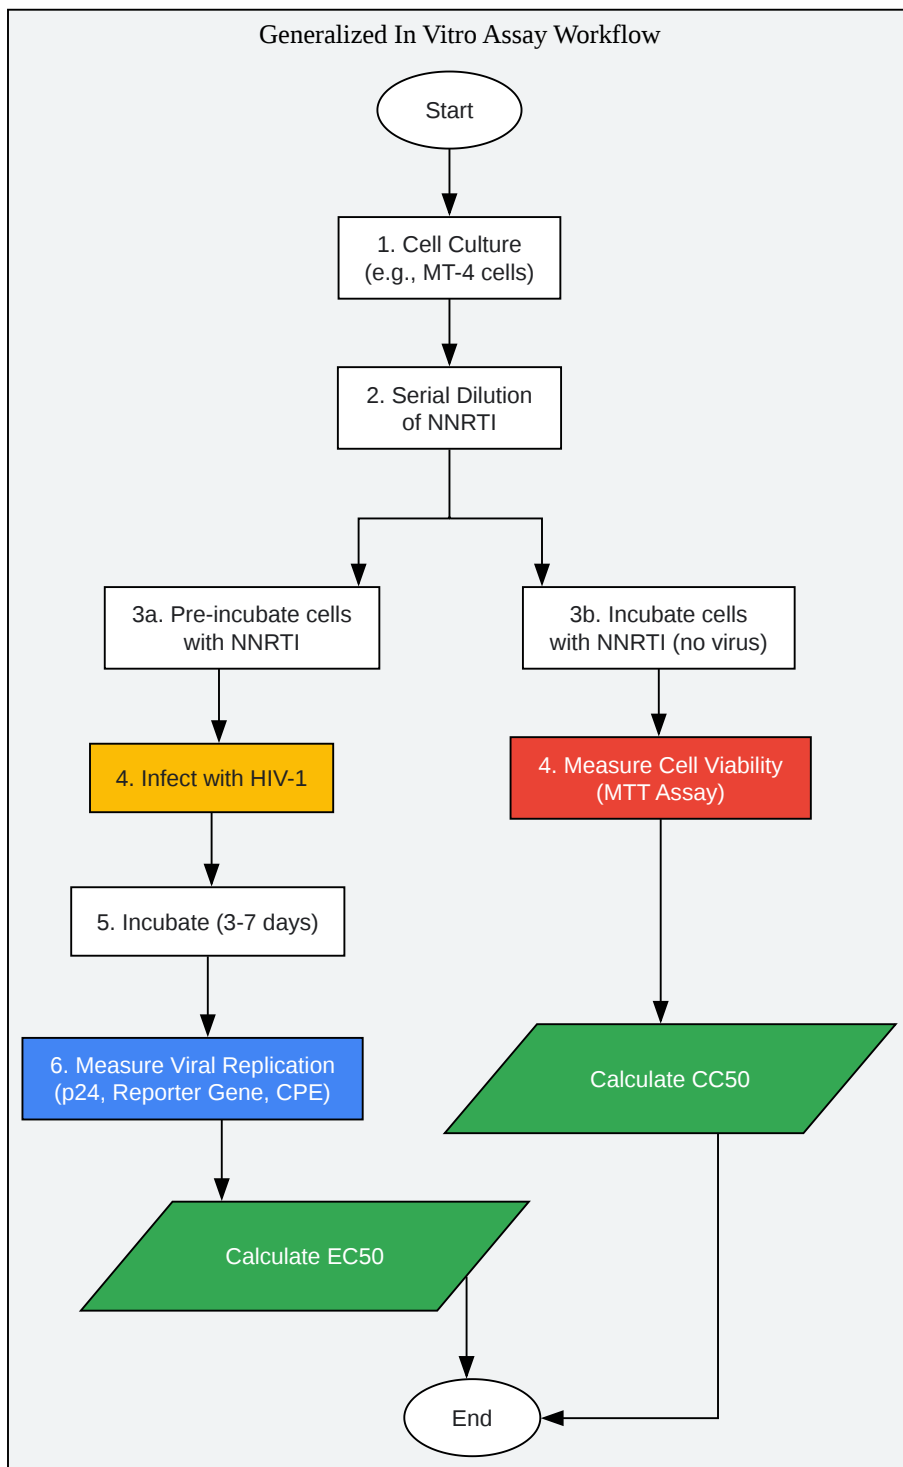 Generalized In Vitro Assay Workflow
Start
1. Cell Culture
(e.g., MT-4 cells)
2. Serial Dilution
of NNRTI
3a. Pre-incubate cells
with NNRTI
3b. Incubate cells
with NNRTI (no virus)
4. Infect with HIV-1
4. Measure Cell Viability
(MTT Assay)
5. Incubate (3-7 days)
6. Measure Viral Replication
(p24, Reporter Gene, CPE)
Calculate CC50
Calculate EC50
End